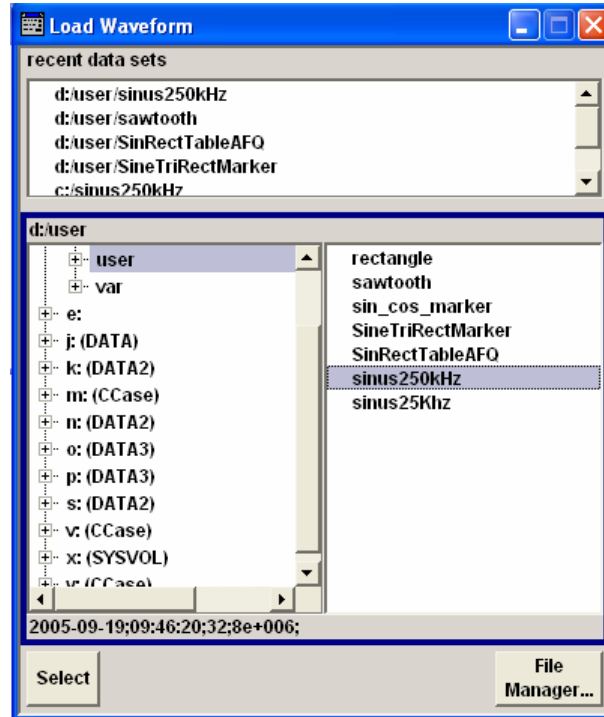 Load Waveform
recent data sets
d:/user/sinus250kHz
d:/user/sawtooth
d:/user/SinRectTableAFQ
d:/user/SineTriRectMarker
c:/sinus250kHz
d:/user
user
var
e:
j: (DATA)
k: (DATA2)
m: (CCase)
n: (DATA2)
o: (DATA3)
p: (DATA3)
s: (DATA2)
v: (CCase)
x: (SYSVOL)
y: (CCase)
rectangle
sawtooth
sin_cos_marker
SineTriRectMarker
SinRectTableAFQ
sinus250kHz
sinus25Khz
2005-09-19;09:46:20;32;8e+006;
Select
File
Manager...